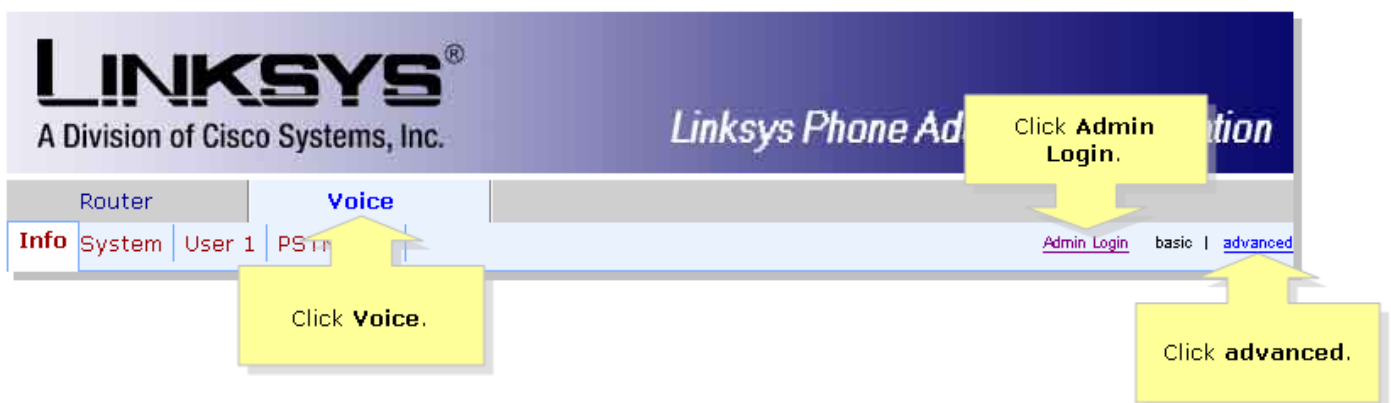 LINKSYS®
A Division of Cisco Systems, Inc.
Linksys Phone Ad
tion
Click Admin
Login.
Router
Voice
Info
System
User 1
Admin Login
basic | advanced
Click Voice.
Click advanced.